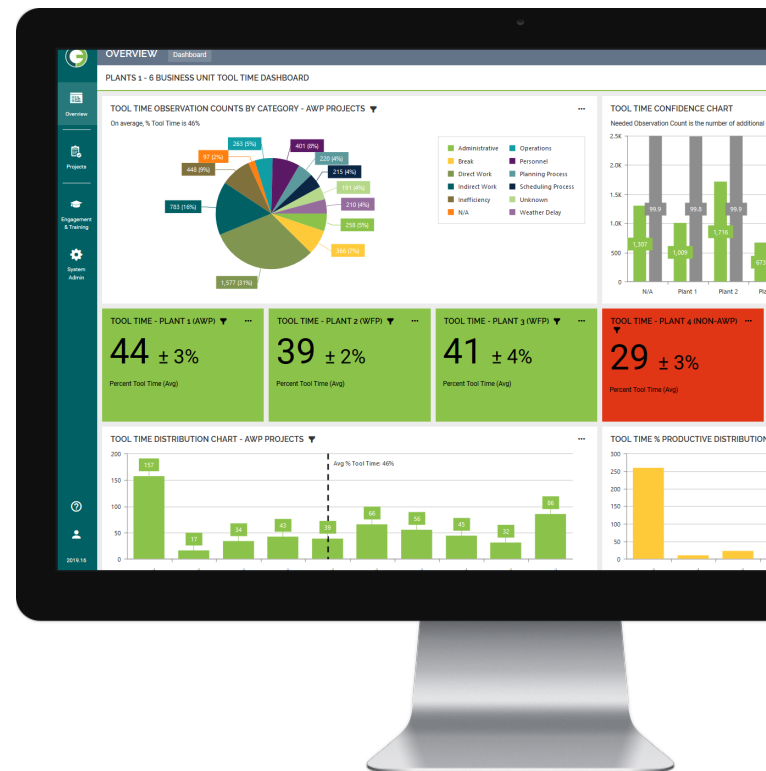 OVERVIEW Dashboard
PLANTS 1 - 6 BUSINESS UNIT TOOL TIME DASHBOARD
Overview
Projects
Engagement
& Training
System
Admin
2019.16
TOOL TIME OBSERVATION COUNTS BY CATEGORY - AWP PROJECTS
On average, % Tool Time is 46%
263 (5%)
401 (8%)
97 (2%)
220 (4%)
448 (9%)
215 (4%)
191 (4%)
783 (16%)
210 (4%)
258 (5%)
366 (7%)
1,577 (31%)
Administrative
Break
Direct Work
Indirect Work
Inefficiency
N/A
Operations
Personnel
Planning Process
Scheduling Process
Unknown
Weather Delay
TOOL TIME CONFIDENCE CHART
Needed Observation Count is the number of additional
2.5K
2.0K
1.5K
1.0K
500
0
1,307
99.9
1,009
99.8
1,716
99.9
673
N/A
Plant 1
Plant 2
TOOL TIME - PLANT 1 (AWP)
44 ± 3%
Percent Tool Time (Avg)
TOOL TIME - PLANT 2 (WFP)
39 ± 2%
Percent Tool Time (Avg)
TOOL TIME - PLANT 3 (WFP)
41 ± 4%
Percent Tool Time (Avg)
TOOL TIME - PLANT 4 (NON-AWP)
29 ± 3%
Percent Tool Time (Avg)
TOOL TIME DISTRIBUTION CHART - AWP PROJECTS
200
150
100
50
0
157
17
34
43
39
66
56
45
32
86
Avg % Tool Time: 46%
TOOL TIME % PRODUCTIVE DISTRIBUTION
300
250
200
150
100
50
0